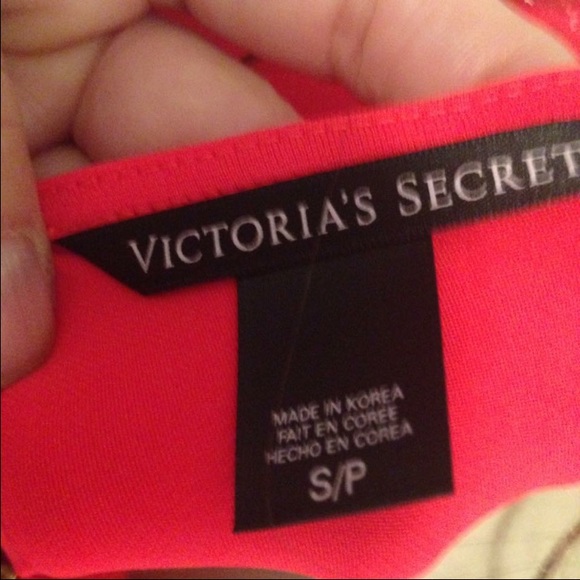 VICTORIA'S SECRET
MADE IN KOREA
FAIT EN COREE
HECHO EN COREA
S/P